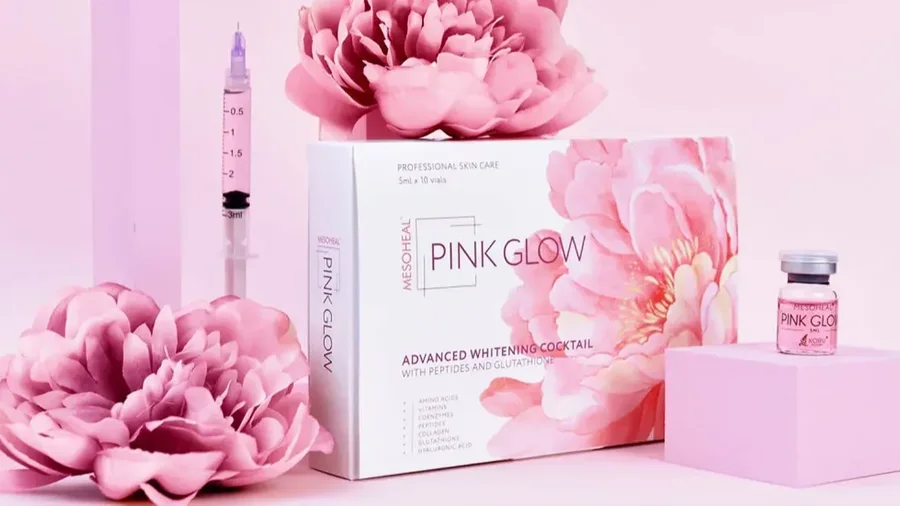 0.5
1
1.5
2
3ml
PROFESSIONAL SKIN CARE
5ml x 10 vials
MESOHEAL™
PINK GLOW
ADVANCED WHITENING COCKTAIL
WITH PEPTIDES AND GLUTATHIONE
AMINO ACIDS
VITAMINS
COENZYMES
PEPTIDES
COLLAGEN
GLUTATHIONE
HYALURONIC ACID
MESOHEAL
PINK GLOW
MESOHEAL
PINK GLOW
5ML
KORU